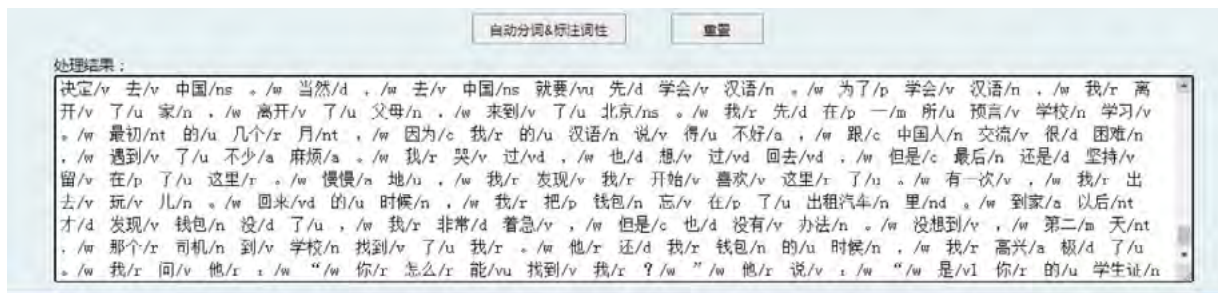 自动分词&标注词性 重置
处理结果：
决定/v 去/v 中国/ns 。/w 当然/d ，/w 去/v 中国/ns 就要/vu 先/d 学会/v 汉语/n 。/w 为了/p 学会/v 汉语/n ，/w 我/r 离
开/v 了/u 家/n ，/w 离开/v 了/u 父母/n ，/w 来到/v 了/u 北京/ns 。/w 我/r 先/d 在/p 一/m 所/u 预言/v 学校/n 学习/v
。/w 最初/nt 的/u 几个/r 月/nt ，/w 因为/c 我/r 的/u 汉语/n 说/v 得/u 不好/a ，/w 跟/c 中国人/n 交流/v 很/d 困难/n
，/w 遇到/v 了/u 不少/a 麻烦/a 。/w 我/r 哭/v 过/vd ，/w 也/d 想/v 过/vd 回去/vd ，/w 但是/c 最后/n 还是/d 坚持/v
留/v 在/p 了/u 这里/r 。/w 慢慢/a 地/u ，/w 我/r 发现/v 我/r 开始/v 喜欢/v 这里/r 了/u 。/w 有一次/v ，/w 我/r 出
去/v 玩/v 儿/n 。/w 回来/vd 的/u 时候/n ，/w 我/r 把/p 钱包/n 忘/v 在/p 了/u 出租汽车/n 里/nd 。/w 到家/a 以后/nt
才/d 发现/v 钱包/n 没/d 了/u ，/w 我/r 非常/d 着急/v ，/w 但是/c 也/d 没有/v 办法/n 。/w 没想到/v ，/w 第二/m 天/nt
，/w 那个/r 司机/n 到/v 学校/n 找到/v 了/u 我/r 。/w 他/r 还/d 我/r 钱包/n 的/u 时候/n ，/w 我/r 高兴/a 极/d 了/u
。/w 我/r 问/v 他/r ：/w “/w 你/r 怎么/r 能/vu 找到/v 我/r ？/w ”/w 他/r 说/v ：/w “/w 是/vl 你/r 的/u 学生证/n